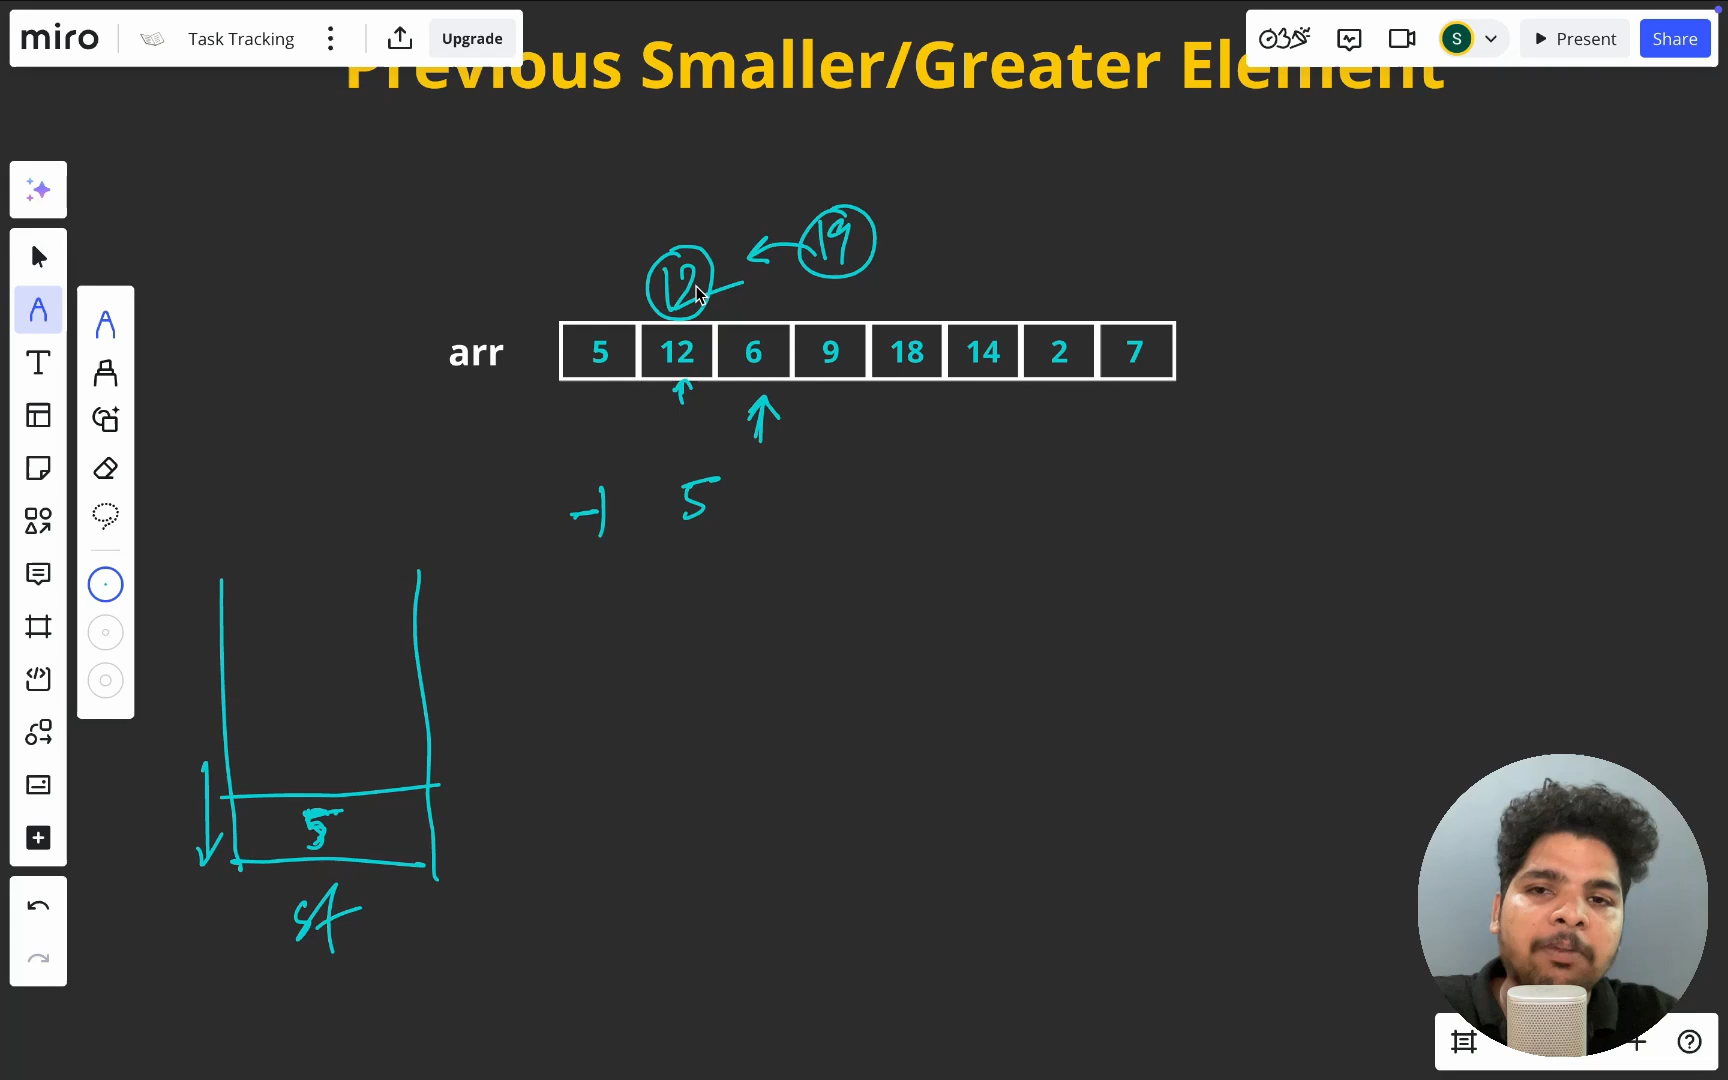 miro
Task Tracking
Upgrade
S
Present
Share
Previous Smaller/Greater Element
19
12
arr 5 12 6 9 18 14 2 7
-1 5
5
st